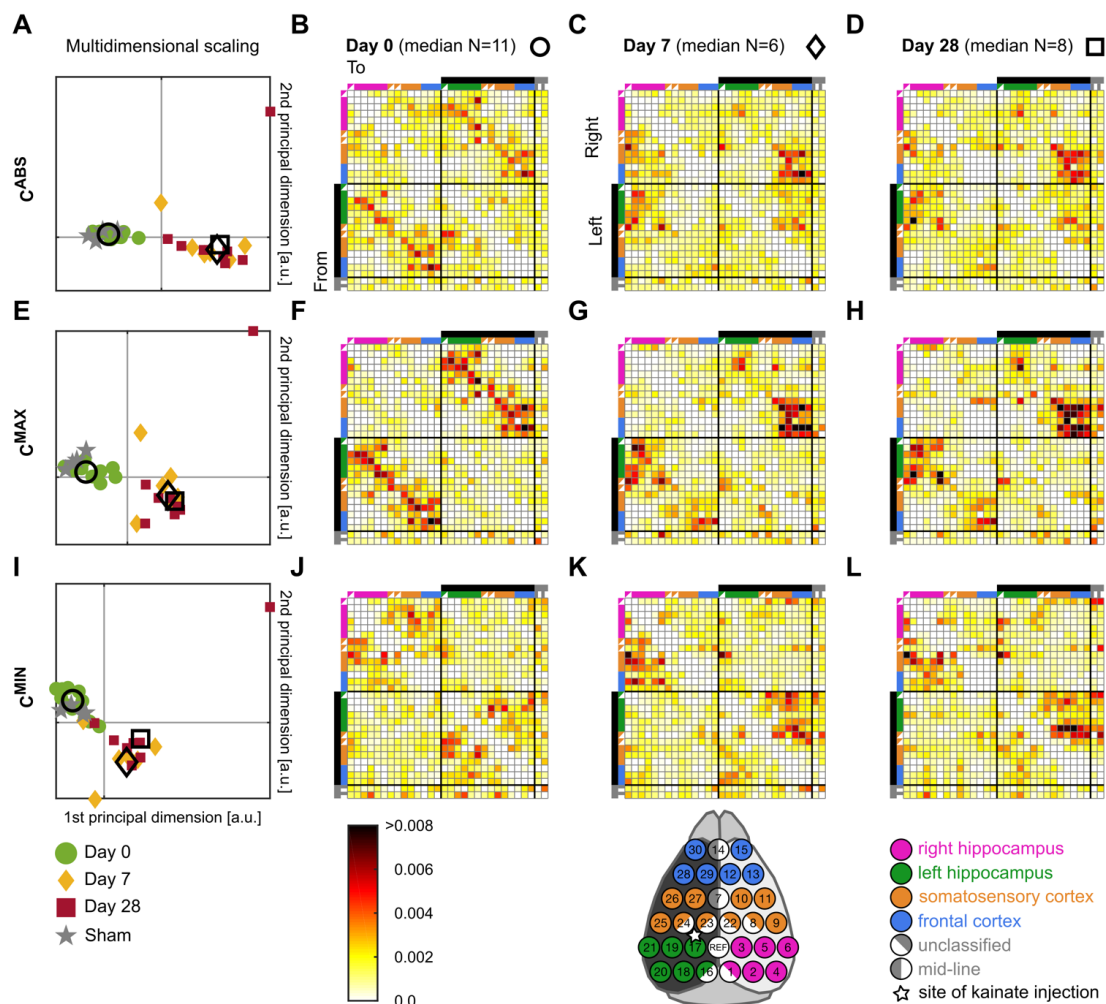 A
Multidimensional scaling
2nd principal dimension [a.u.]
C^ABS
B
Day 0 (median N=11)
To
From
C
Day 7 (median N=6)
Right
Left
D
Day 28 (median N=8)
E
2nd principal dimension [a.u.]
C^MAX
F
G
H
I
2nd principal dimension [a.u.]
C^MIN
1st principal dimension [a.u.]
J
K
L
Day 0
Day 7
Day 28
Sham
>0.008
0.006
0.004
0.002
0.0
30 14 15
28 29 12 13
26 27 7 10 11
25 24 23 22 8 9
21 19 17 REF 3 5 6
20 18 16 1 2 4
right hippocampus
left hippocampus
somatosensory cortex
frontal cortex
unclassified
mid-line
site of kainate injection